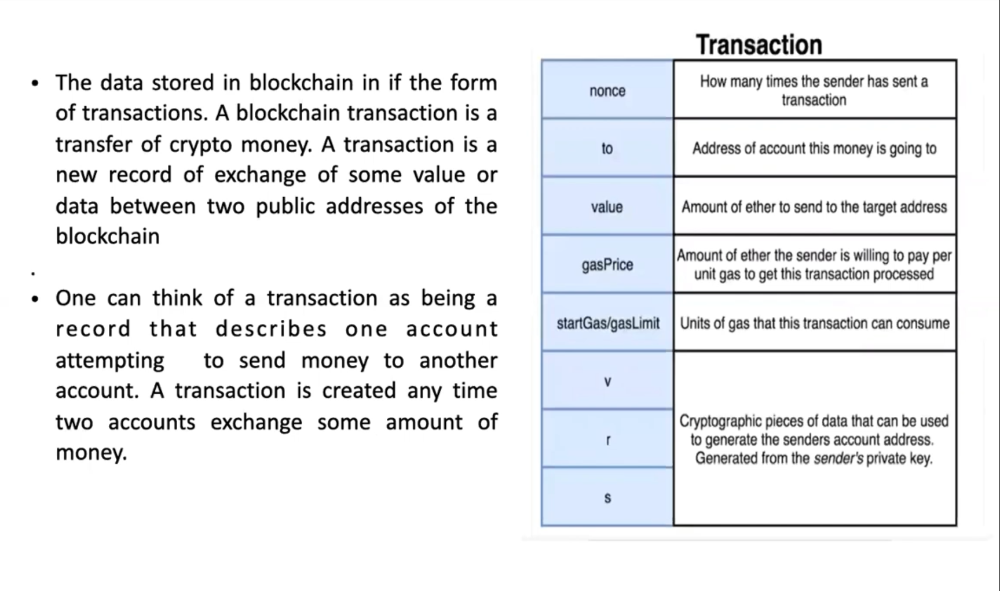 • The data stored in blockchain in if the form
of transactions. A blockchain transaction is a
transfer of crypto money. A transaction is a
new record of exchange of some value or
data between two public addresses of the
blockchain
.
• One can think of a transaction as being a
record that describes one account
attempting to send money to another
account. A transaction is created any time
two accounts exchange some amount of
money.
Transaction
nonce
How many times the sender has sent a
transaction
to
Address of account this money is going to
value
Amount of ether to send to the target address
gasPrice
Amount of ether the sender is willing to pay per
unit gas to get this transaction processed
startGas/gasLimit
Units of gas that this transaction can consume
v
r
s
Cryptographic pieces of data that can be used
to generate the senders account address.
Generated from the sender's private key.